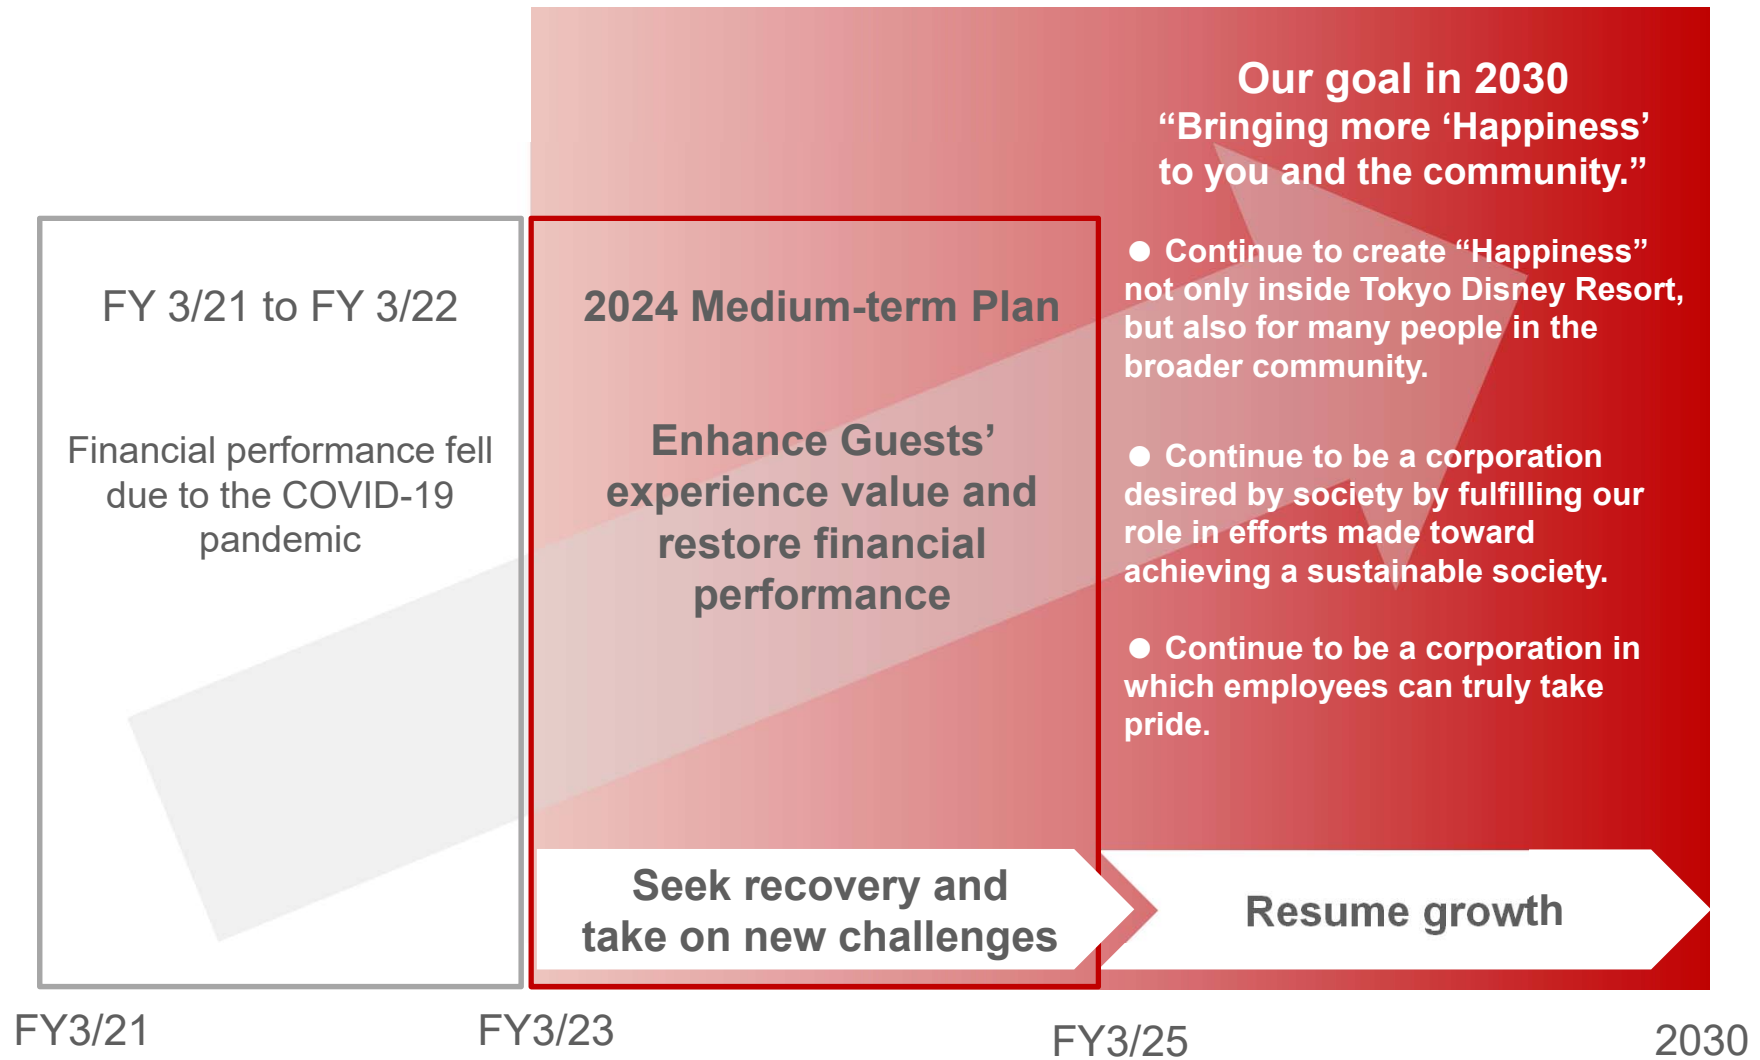 FY 3/21 to FY 3/22
Financial performance fell
due to the COVID-19
pandemic
2024 Medium-term Plan
Enhance Guests’
experience value and
restore financial
performance
Seek recovery and
take on new challenges
Our goal in 2030
“Bringing more ‘Happiness’
to you and the community.”
● Continue to create “Happiness”
not only inside Tokyo Disney Resort,
but also for many people in the
broader community.
● Continue to be a corporation
desired by society by fulfilling our
role in efforts made toward
achieving a sustainable society.
● Continue to be a corporation in
which employees can truly take
pride.
Resume growth
FY3/21
FY3/23
FY3/25
2030